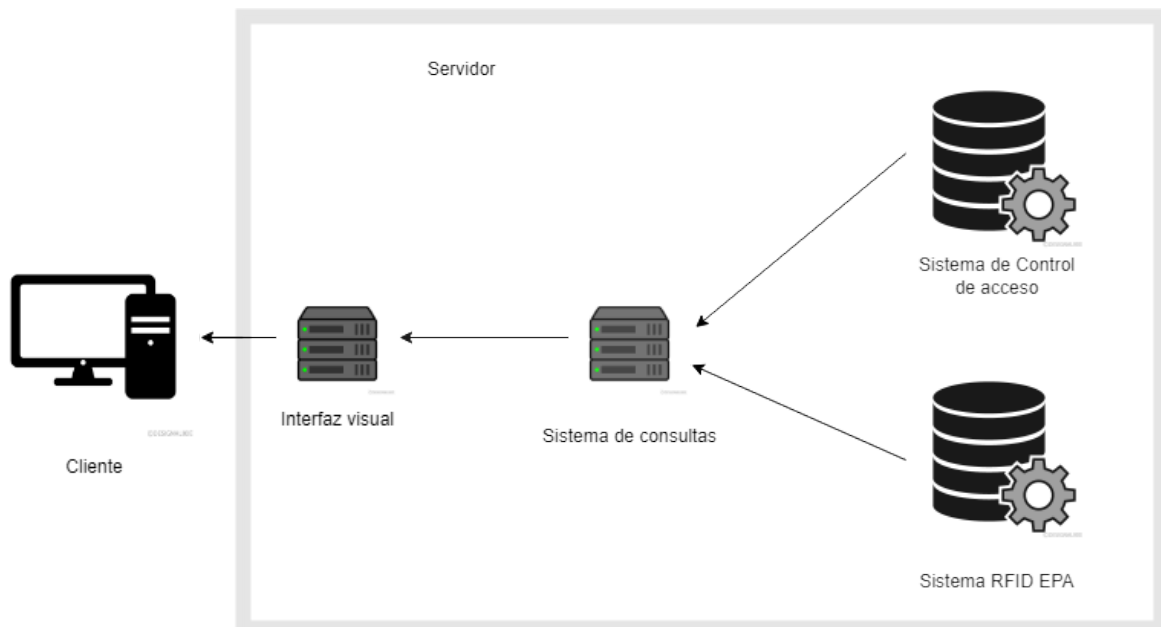 Servidor
Sistema de Control
de acceso
Interfaz visual
Sistema de consultas
Cliente
Sistema RFID EPA